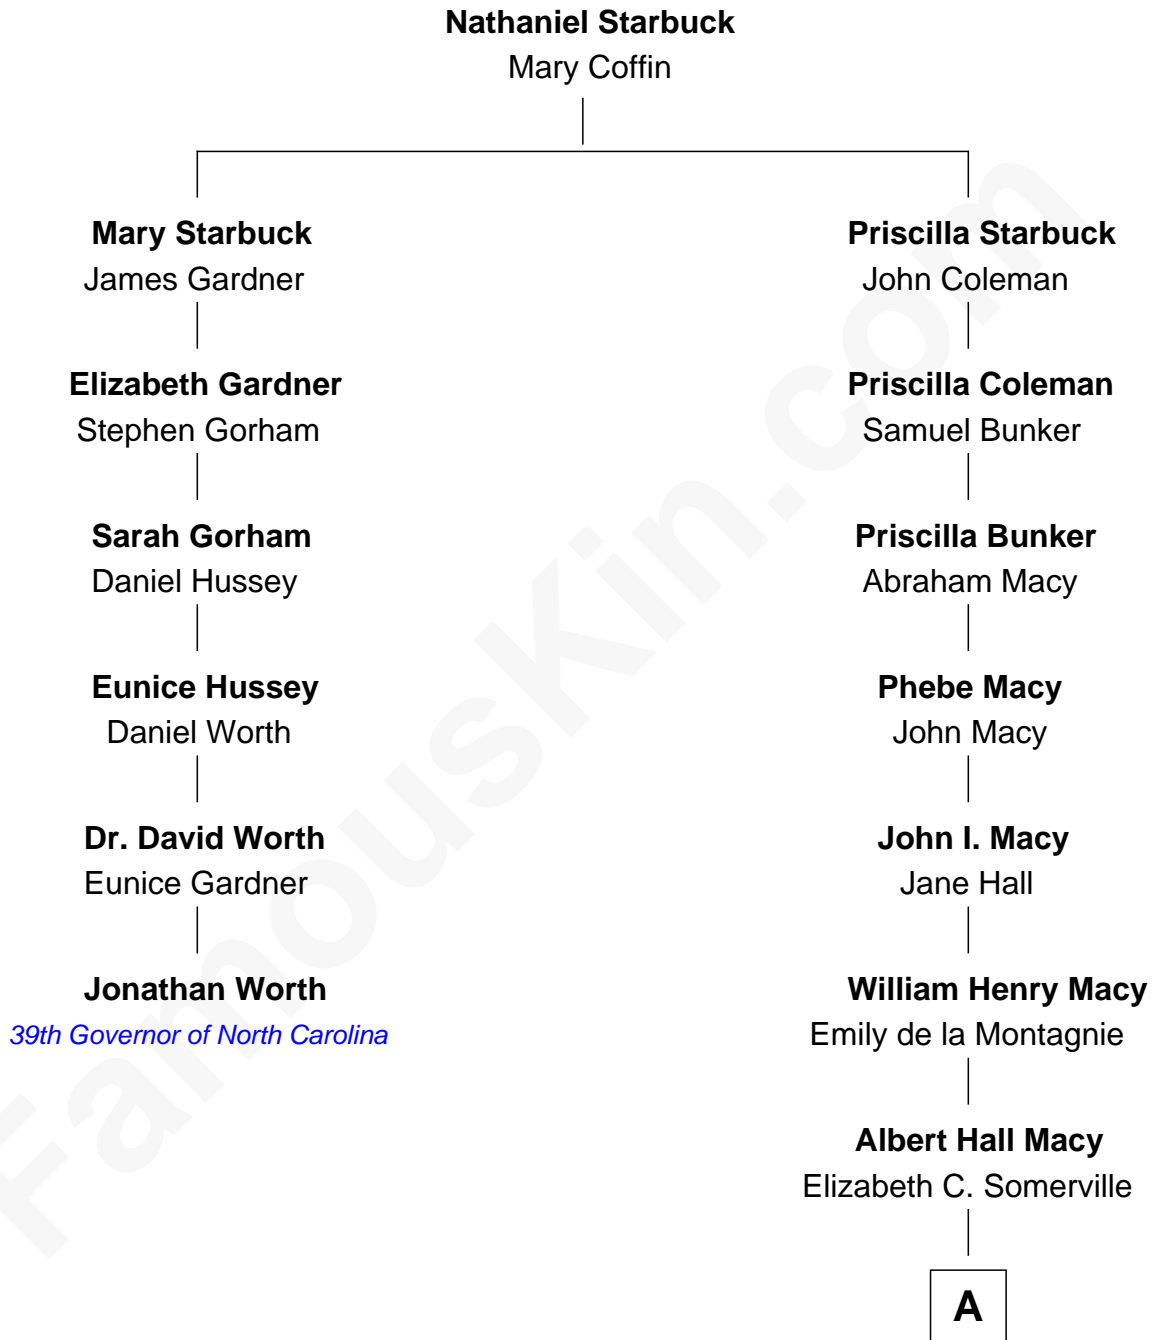 Nathaniel Starbuck
Mary Coffin
Mary Starbuck
James Gardner
Priscilla Starbuck
John Coleman
Elizabeth Gardner
Stephen Gorham
Priscilla Coleman
Samuel Bunker
Sarah Gorham
Daniel Hussey
Priscilla Bunker
Abraham Macy
Eunice Hussey
Daniel Worth
Phebe Macy
John Macy
Dr. David Worth
Eunice Gardner
John I. Macy
Jane Hall
Jonathan Worth
39th Governor of North Carolina
William Henry Macy
Emily de la Montagnie
Albert Hall Macy
Elizabeth C. Somerville
A
FamousKin.com